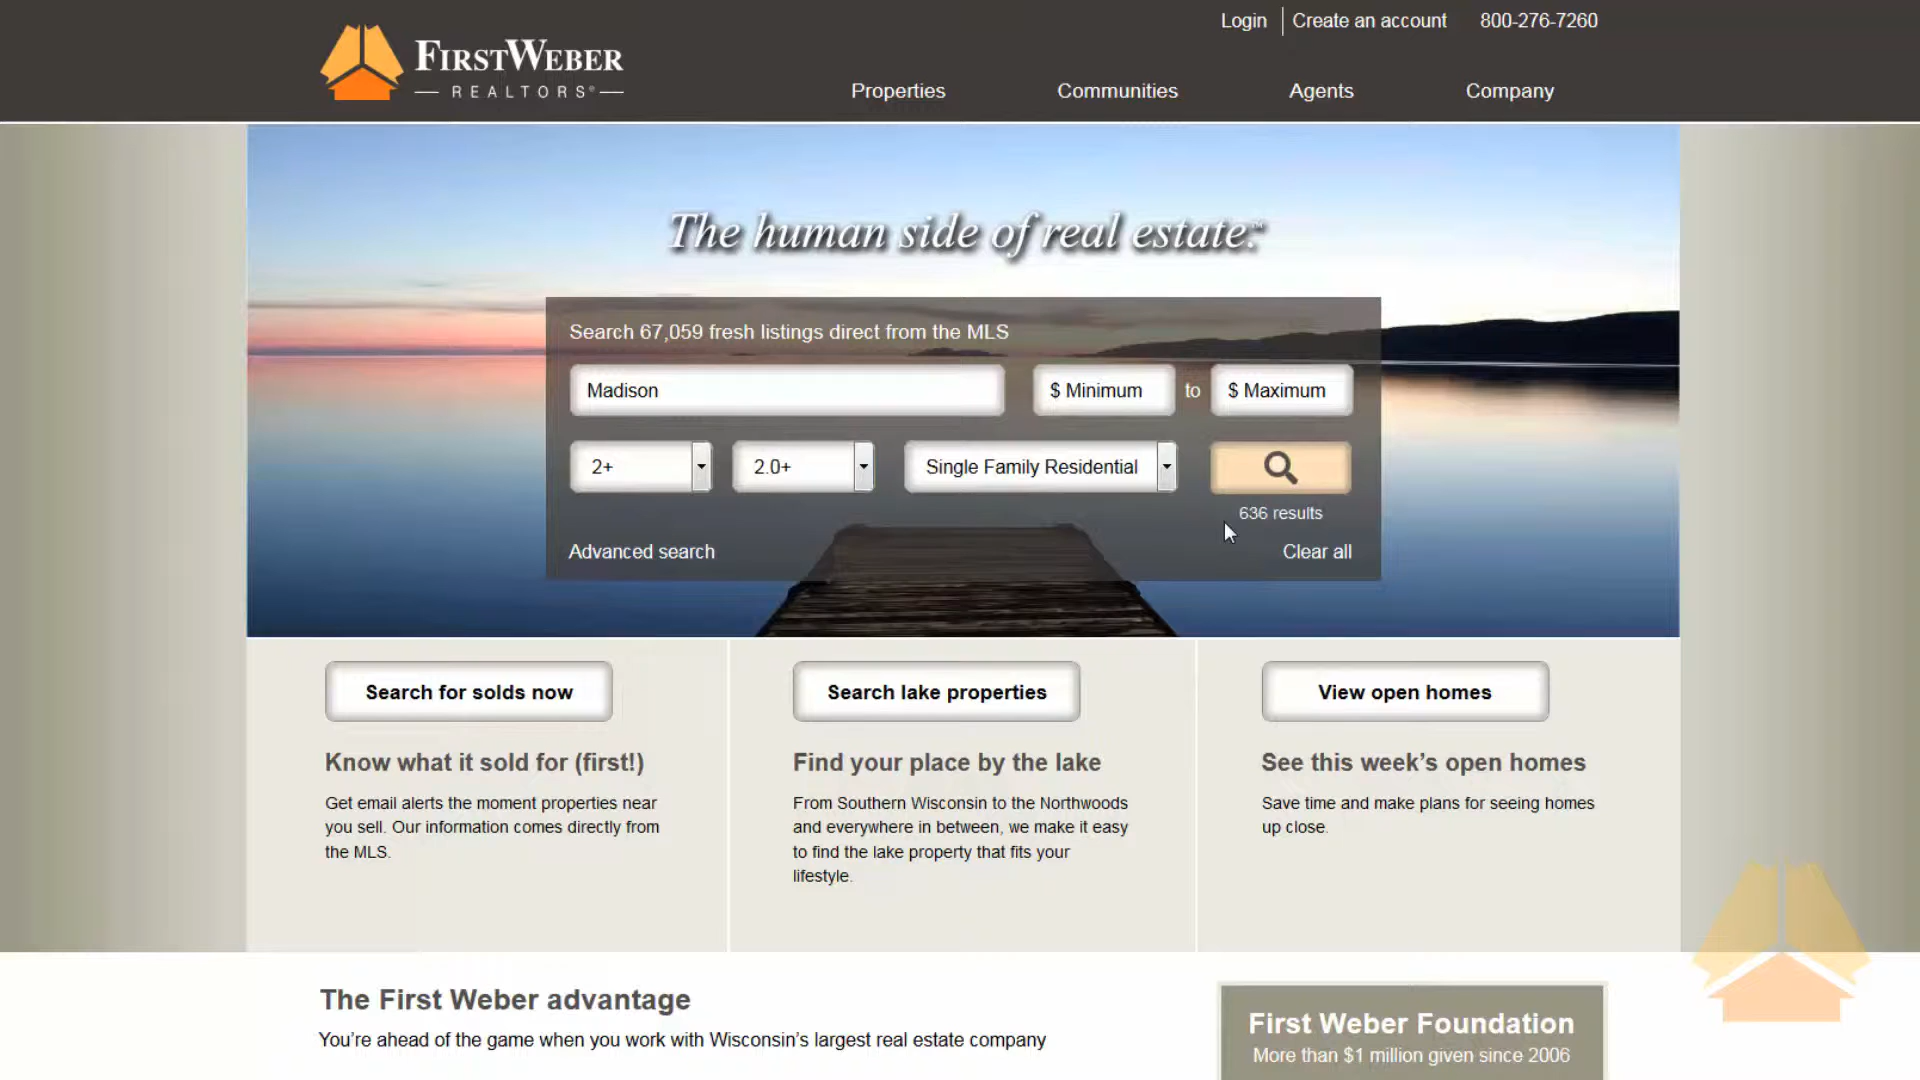 Login
Create an account
800-276-7260
FIRSTWEBER
REALTORS®
Properties
Communities
Agents
Company
The human side of real estate.™
Search 67,059 fresh listings direct from the MLS
Madison
$ Minimum
to
$ Maximum
2+
2.0+
Single Family Residential
636 results
Advanced search
Clear all
Search for solds now
Know what it sold for (first!)
Get email alerts the moment properties near
you sell. Our information comes directly from
the MLS.
Search lake properties
Find your place by the lake
From Southern Wisconsin to the Northwoods
and everywhere in between, we make it easy
to find the lake property that fits your
lifestyle.
View open homes
See this week’s open homes
Save time and make plans for seeing homes
up close.
The First Weber advantage
You’re ahead of the game when you work with Wisconsin’s largest real estate company
First Weber Foundation
More than $1 million given since 2006